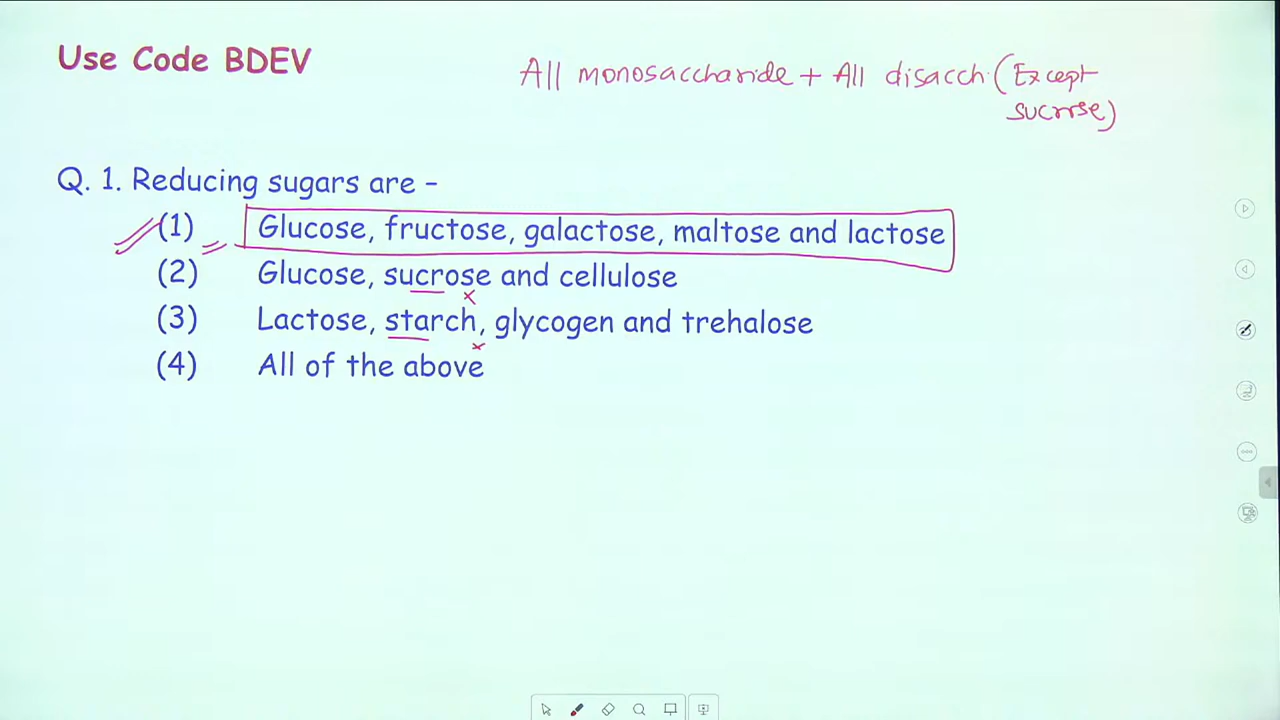 Use Code BDEV
All monosaccharide + All disacch. (Except
sucrose)
Q. 1. Reducing sugars are -
(1) Glucose, fructose, galactose, maltose and lactose
(2) Glucose, sucrose and cellulose
(3) Lactose, starch, glycogen and trehalose
(4) All of the above